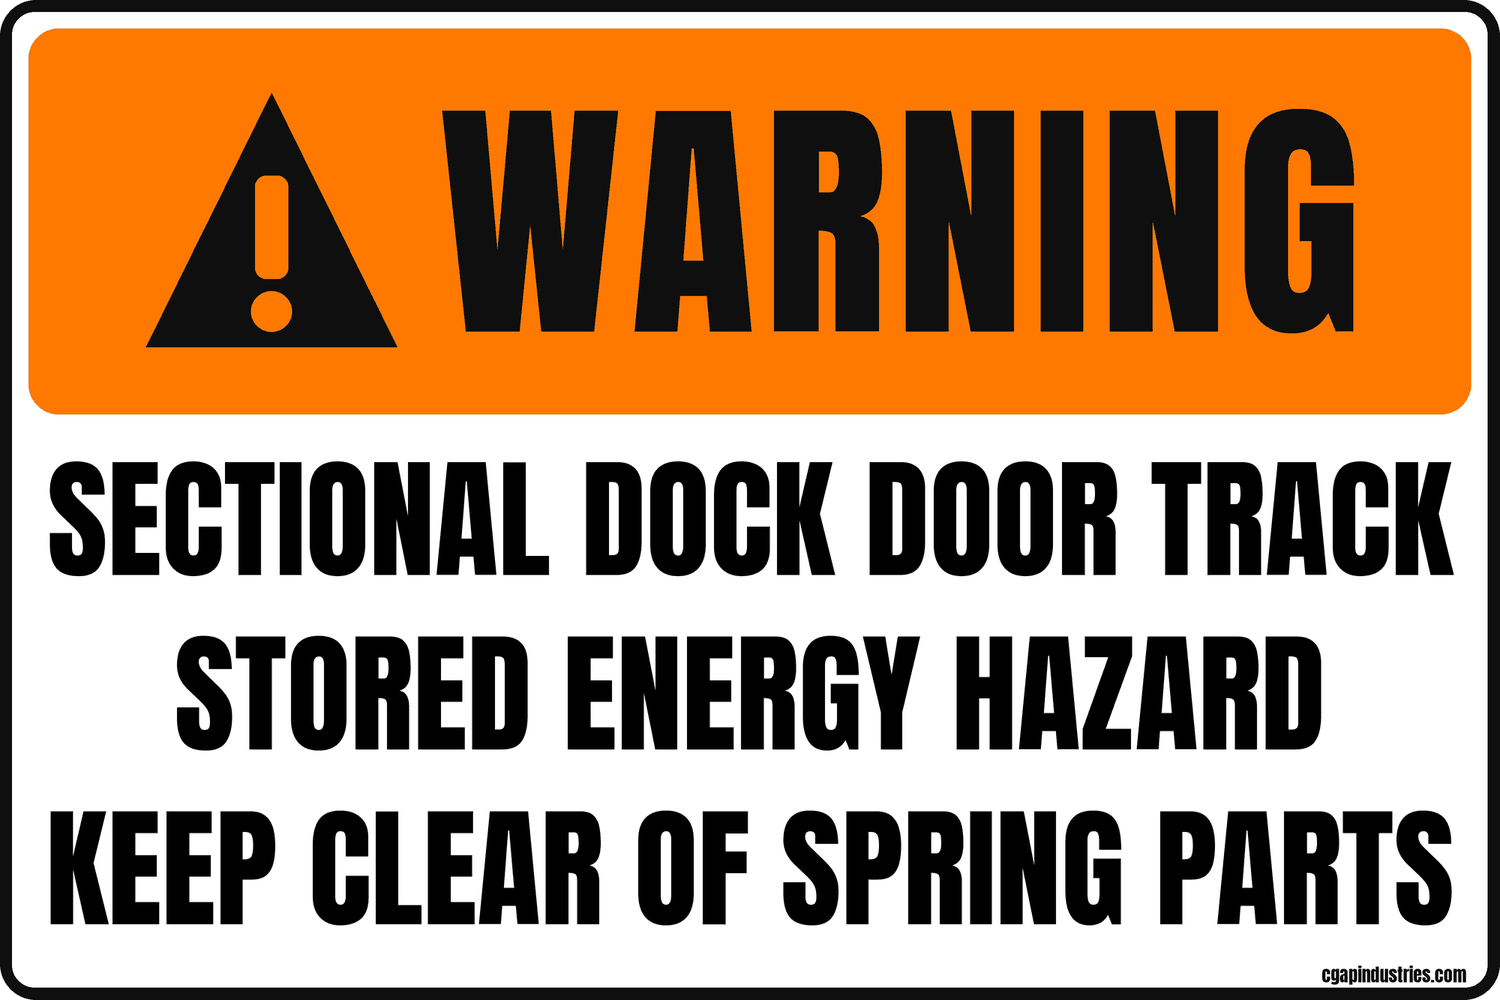 WARNING
SECTIONAL DOCK DOOR TRACK
STORED ENERGY HAZARD
KEEP CLEAR OF SPRING PARTS
cgapindustries.com